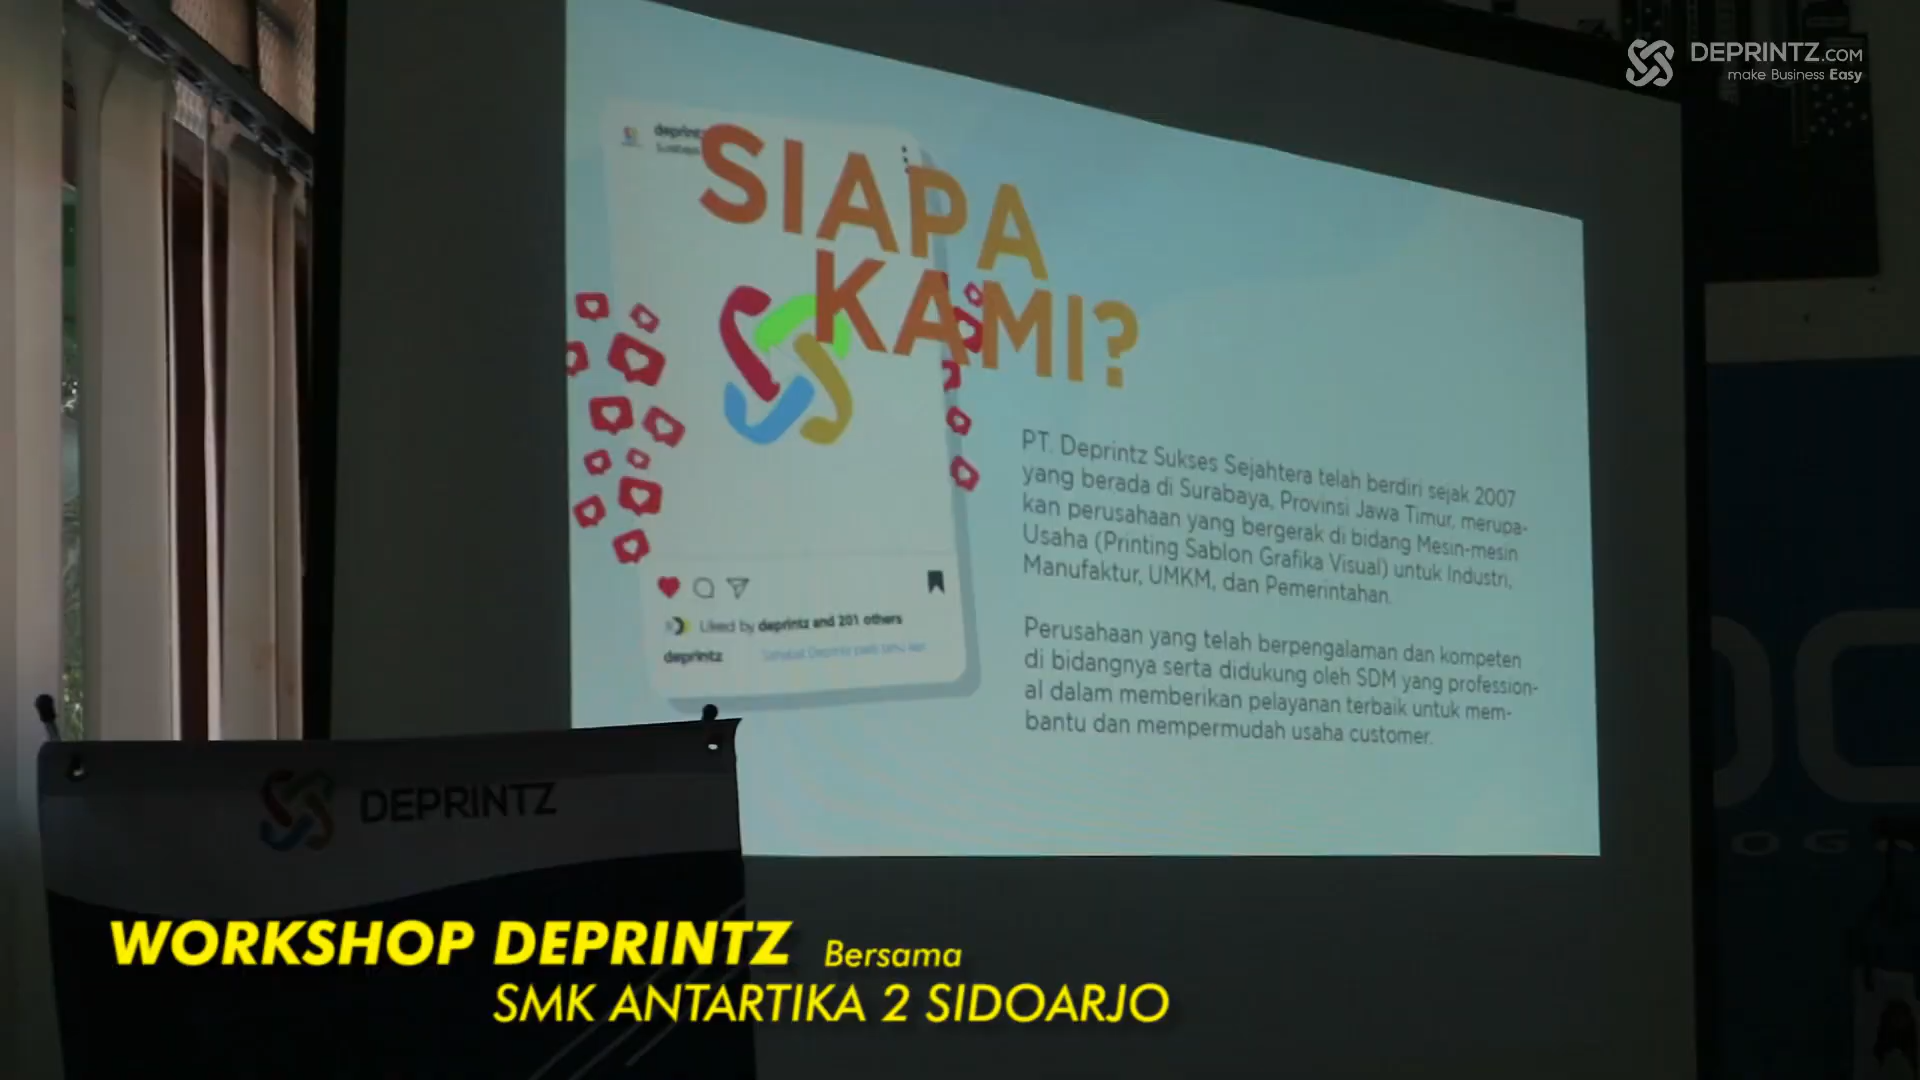 DEPRINTZ.COM
make Business Easy
deprintz
SIAPA
KAMI?
PT. Deprintz Sukses Sejahtera telah berdiri sejak 2007
yang berada di Surabaya, Provinsi Jawa Timur, merupa-
kan perusahaan yang bergerak di bidang Mesin-mesin
Usaha (Printing Sablon Grafika Visual) untuk Industri,
Manufaktur, UMKM, dan Pemerintahan.
Perusahaan yang telah berpengalaman dan kompeten
di bidangnya serta didukung oleh SDM yang profession-
al dalam memberikan pelayanan terbaik untuk mem-
bantu dan mempermudah usaha customer.
Liked by deprintz and 201 others
deprintz
DEPRINTZ
WORKSHOP DEPRINTZ Bersama
SMK ANTARTIKA 2 SIDOARJO